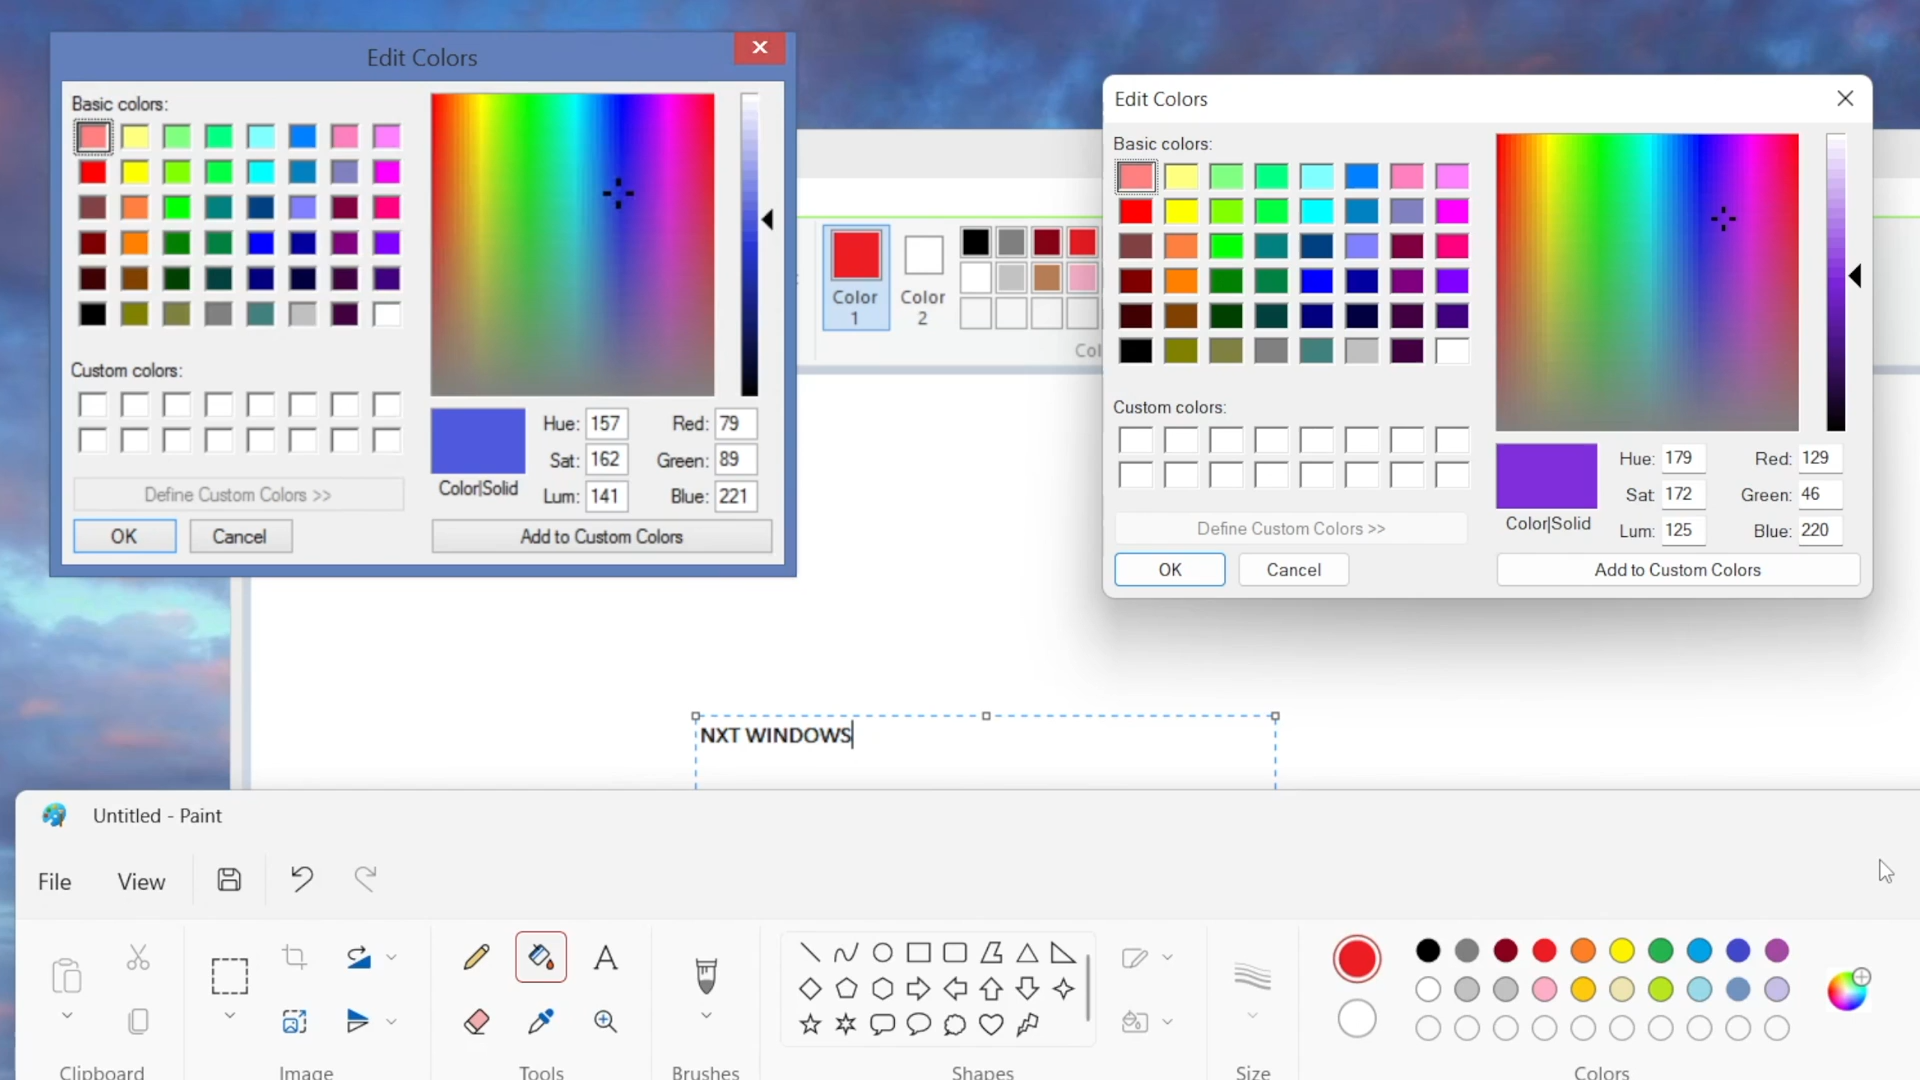 Edit Colors
Basic colors:
Custom colors:
Define Custom Colors >>
OK
Cancel
Color|Solid
Hue: 157
Sat: 162
Lum: 141
Red: 79
Green: 89
Blue: 221
Add to Custom Colors
Color
1
Color
2
Col
Edit Colors
Basic colors:
Custom colors:
Define Custom Colors >>
OK
Cancel
Color|Solid
Hue: 179
Sat: 172
Lum: 125
Red: 129
Green: 46
Blue: 220
Add to Custom Colors
NXT WINDOWS
Untitled - Paint
File
View
Clipboard
Image
Tools
Brushes
Shapes
Size
Colors